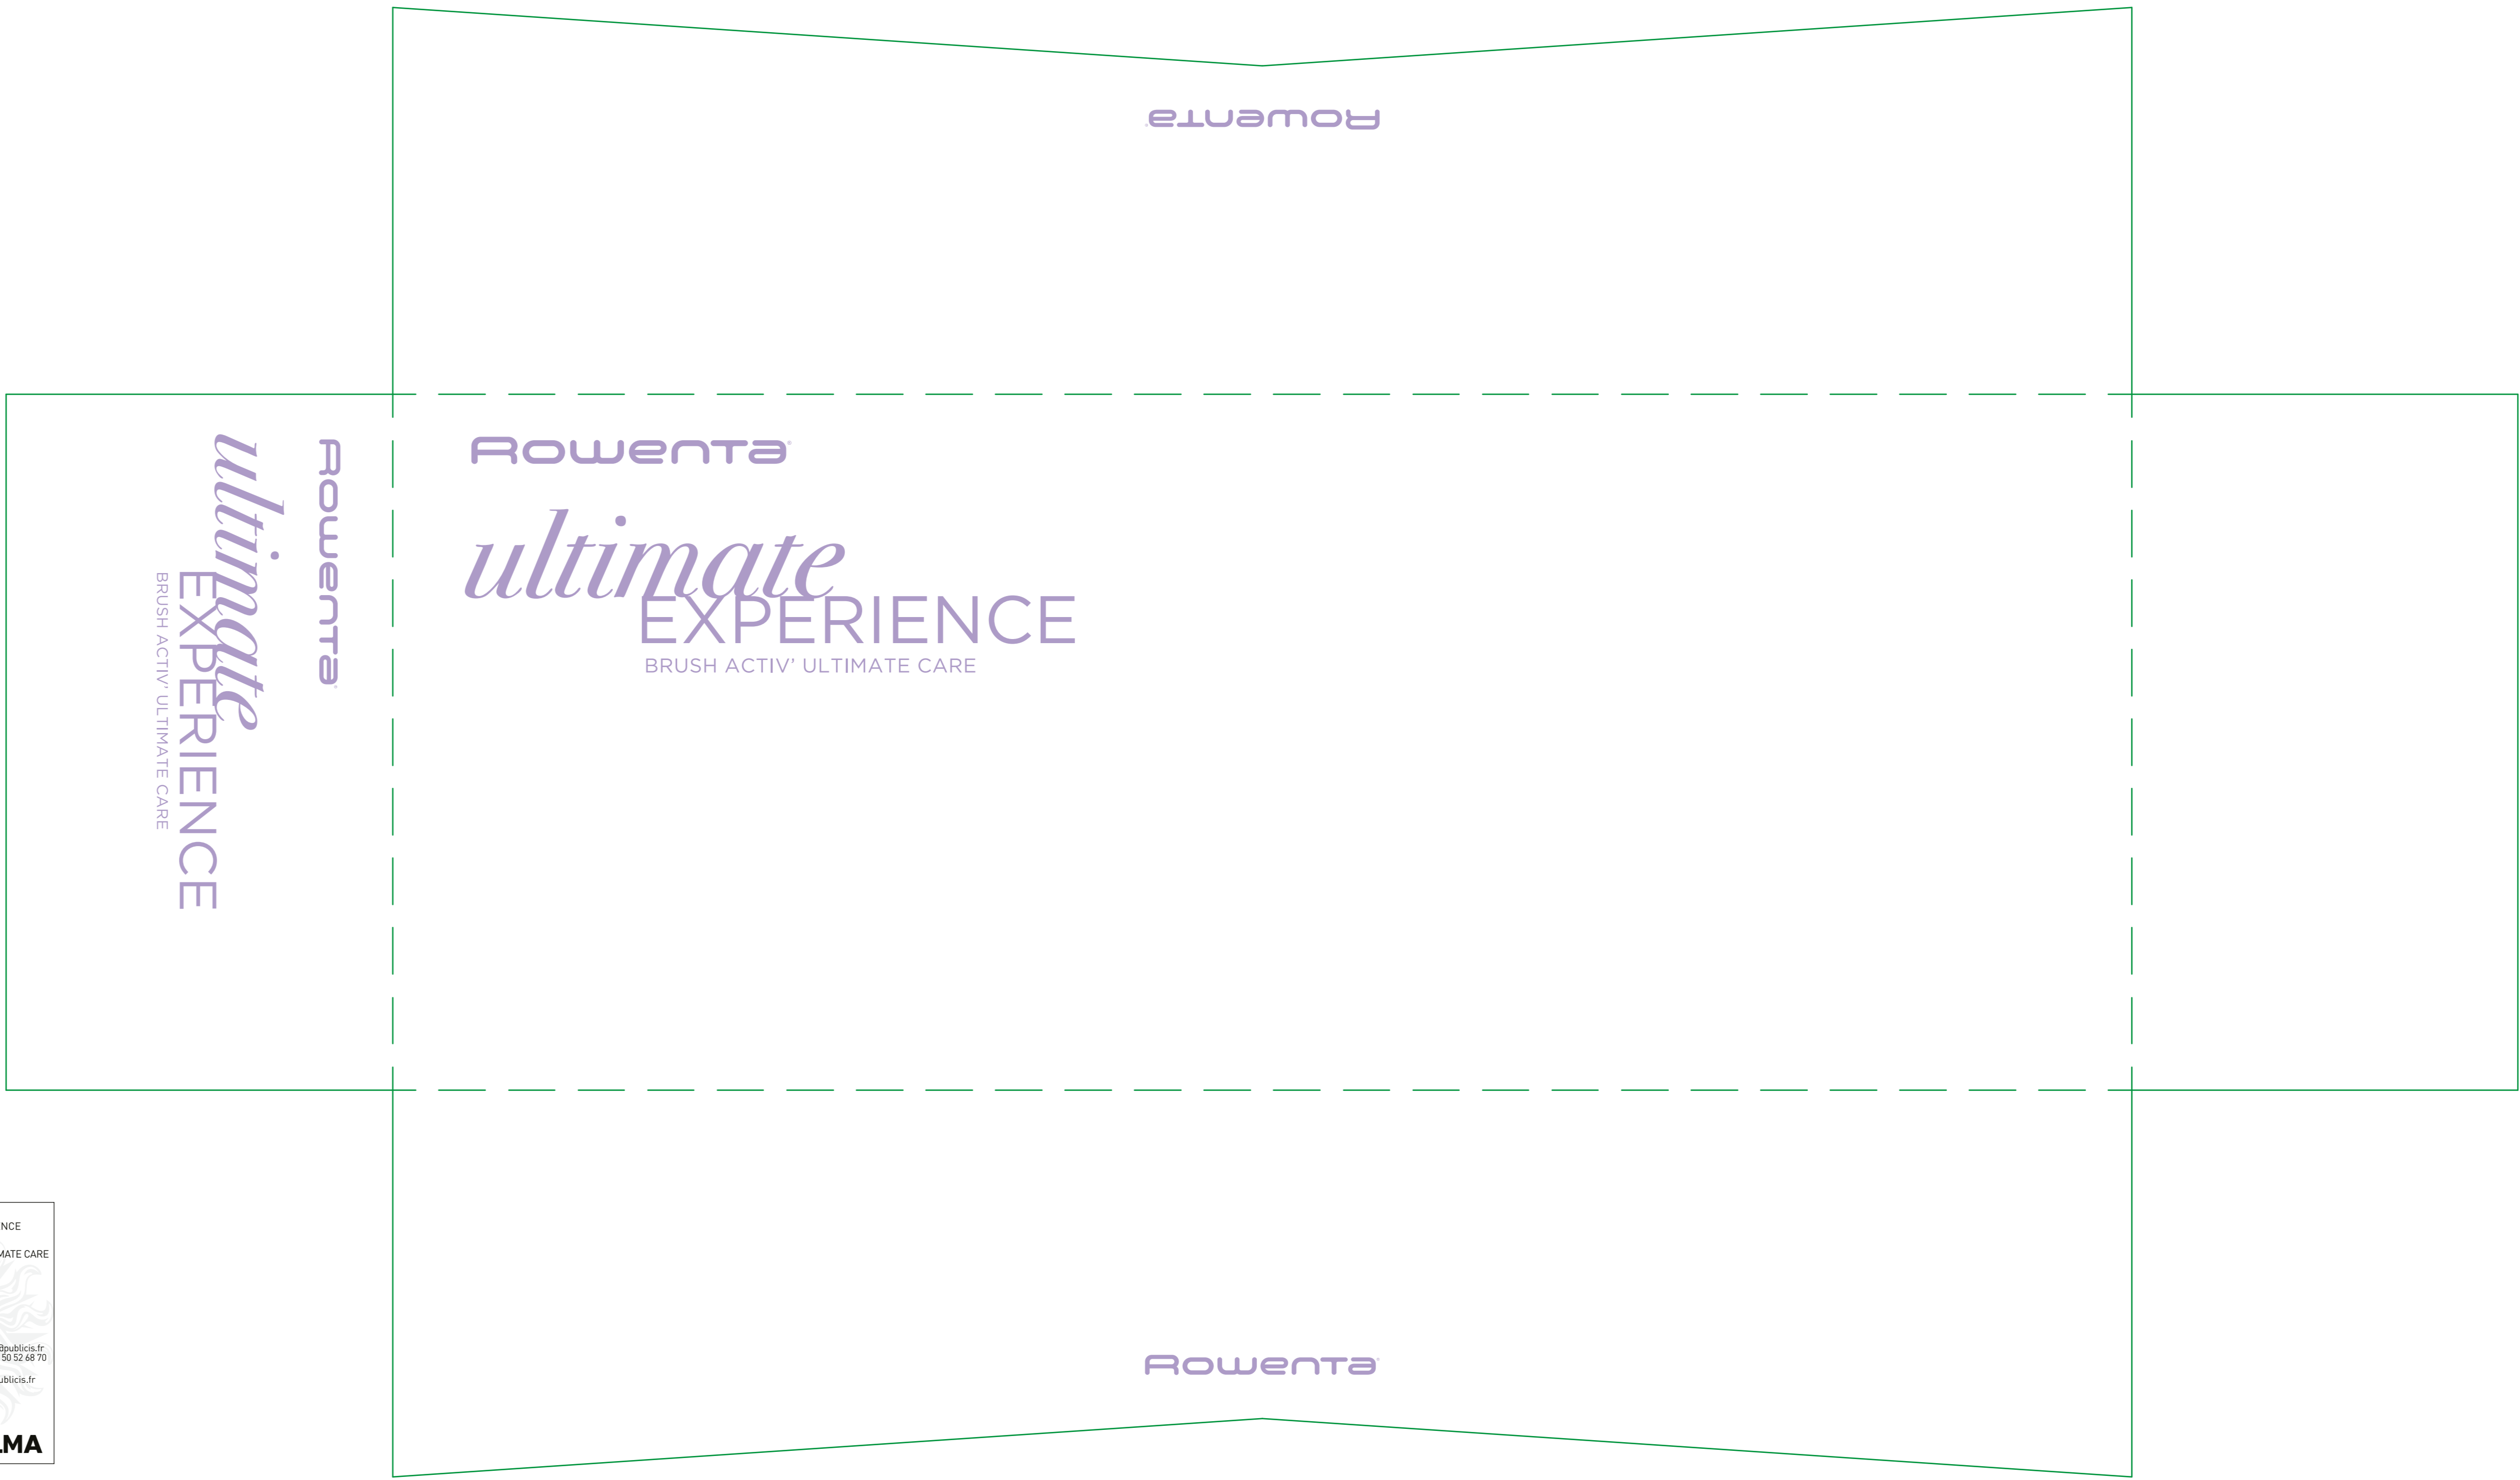 Rowenta®
Rowenta®
ultimate
EXPERIENCE
BRUSH ACTIV’ ULTIMATE CARE
Rowenta®
ultimate
EXPERIENCE
BRUSH ACTIV’ ULTIMATE CARE
Rowenta®
NCE
MATE CARE
publicis.fr
50 52 68 70
ublicis.fr
LMA